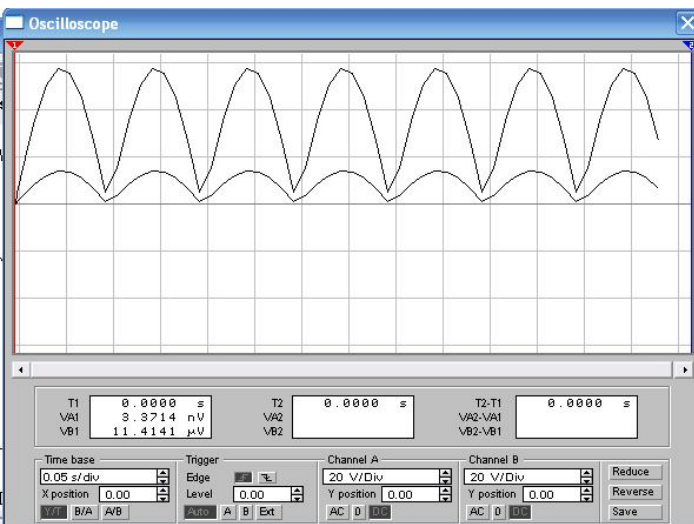 Oscilloscope
1
2
T1 0.0000 s T2 0.0000 s T2-T1 0.0000 s
VA1 3.3714 nV VA2 VA2-VA1
VB1 11.4141 µV VB2 VB2-VB1
Time base Trigger Channel A Channel B
0.05 s/div Edge 20 V/Div 20 V/Div Reduce
X position 0.00 Level 0.00 Y position 0.00 Y position 0.00 Reverse
Y/T B/A A/B Auto A B Ext AC 0 DC AC 0 DC Save